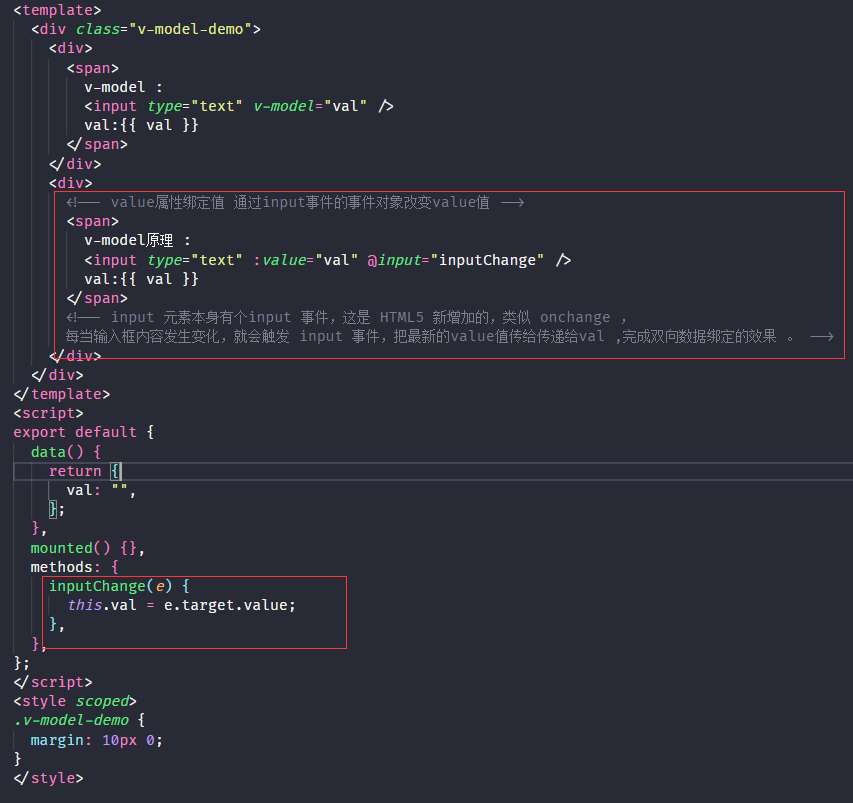 <template>
<div class="v-model-demo">
<div>
<span>
v-model :
<input type="text" v-model="val" />
val:{{ val }}
</span>
</div>
<div>
<!-- value属性绑定值 通过input事件的事件对象改变value值 -->
<span>
v-model原理 :
<input type="text" :value="val" @input="inputChange" />
val:{{ val }}
</span>
<!-- input 元素本身有个input 事件，这是 HTML5 新增加的，类似 onchange ，
每当输入框内容发生变化，就会触发 input 事件，把最新的value值传给传递给val ,完成双向数据绑定的效果 。 -->
</div>
</div>
</template>
<script>
export default {
data() {
return {
val: "",
};
},
mounted() {},
methods: {
inputChange(e) {
this.val = e.target.value;
},
},
};
</script>
<style scoped>
.v-model-demo {
margin: 10px 0;
}
</style>